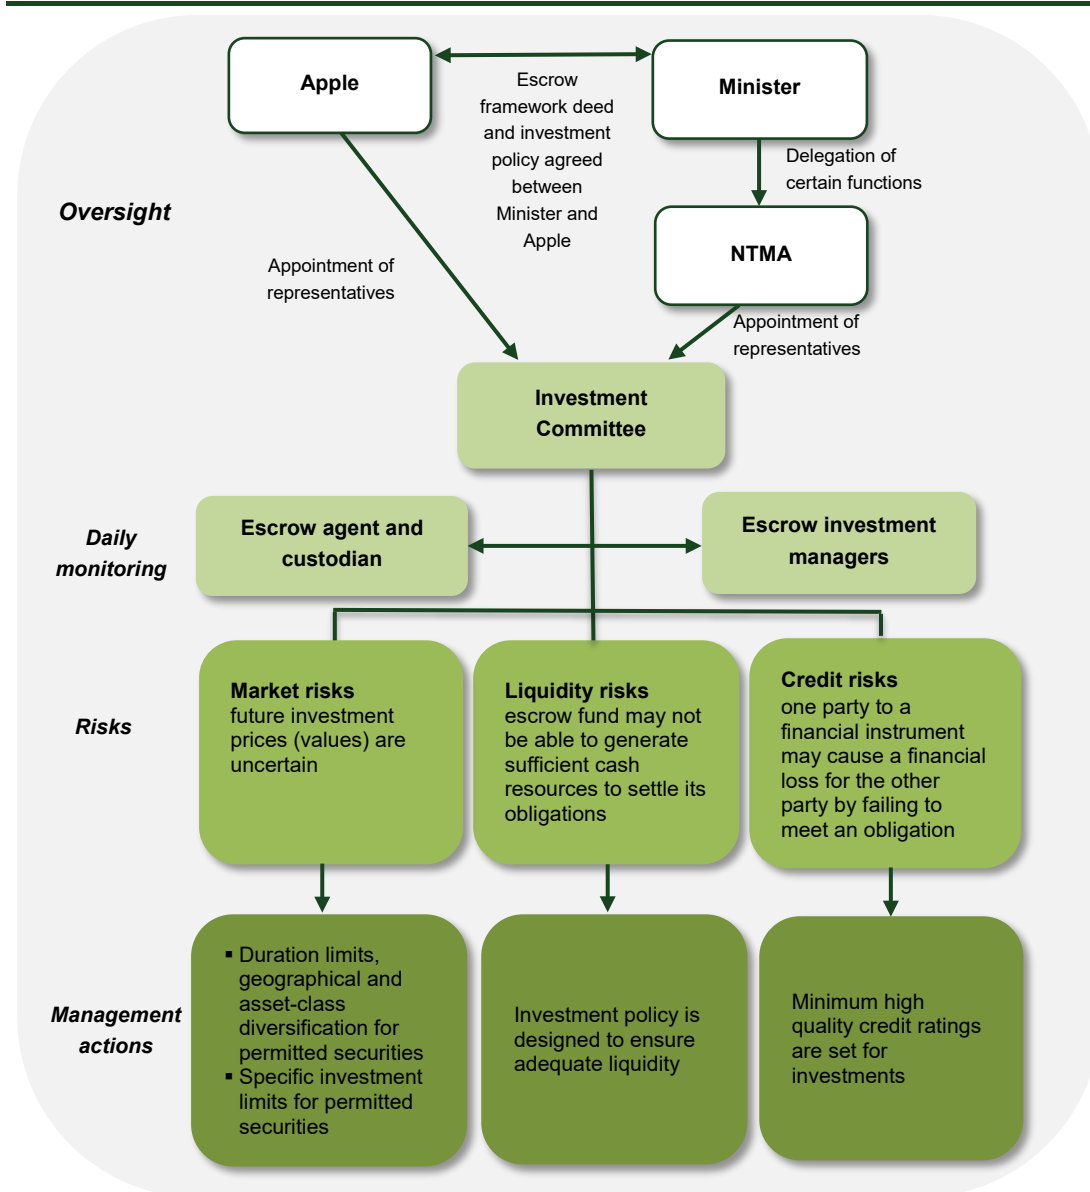 Apple
Minister
Escrow
framework deed
and investment
policy agreed
between
Minister and
Apple
Delegation of
certain functions
Oversight
NTMA
Appointment of
representatives
Appointment of
representatives
Investment
Committee
Daily
monitoring
Escrow agent and
custodian
Escrow investment
managers
Risks
Market risks
future investment
prices (values) are
uncertain
Liquidity risks
escrow fund may not
be able to generate
sufficient cash
resources to settle its
obligations
Credit risks
one party to a
financial instrument
may cause a financial
loss for the other
party by failing to
meet an obligation
Management
actions
▪ Duration limits,
geographical and
asset-class
diversification for
permitted securities
▪ Specific investment
limits for permitted
securities
Investment policy is
designed to ensure
adequate liquidity
Minimum high
quality credit ratings
are set for
investments